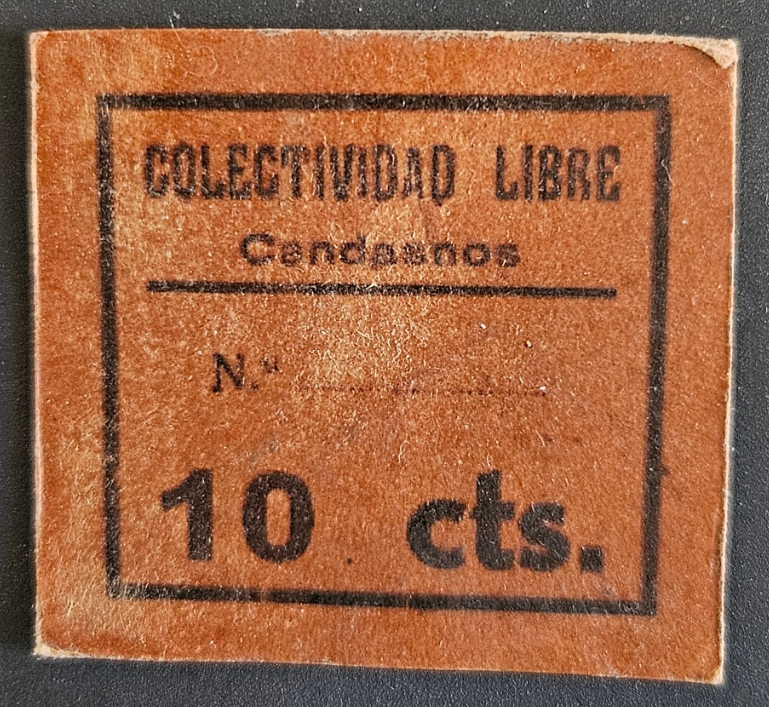 COLECTIVIDAD LIBRE
Candasnos
N.º
10 cts.